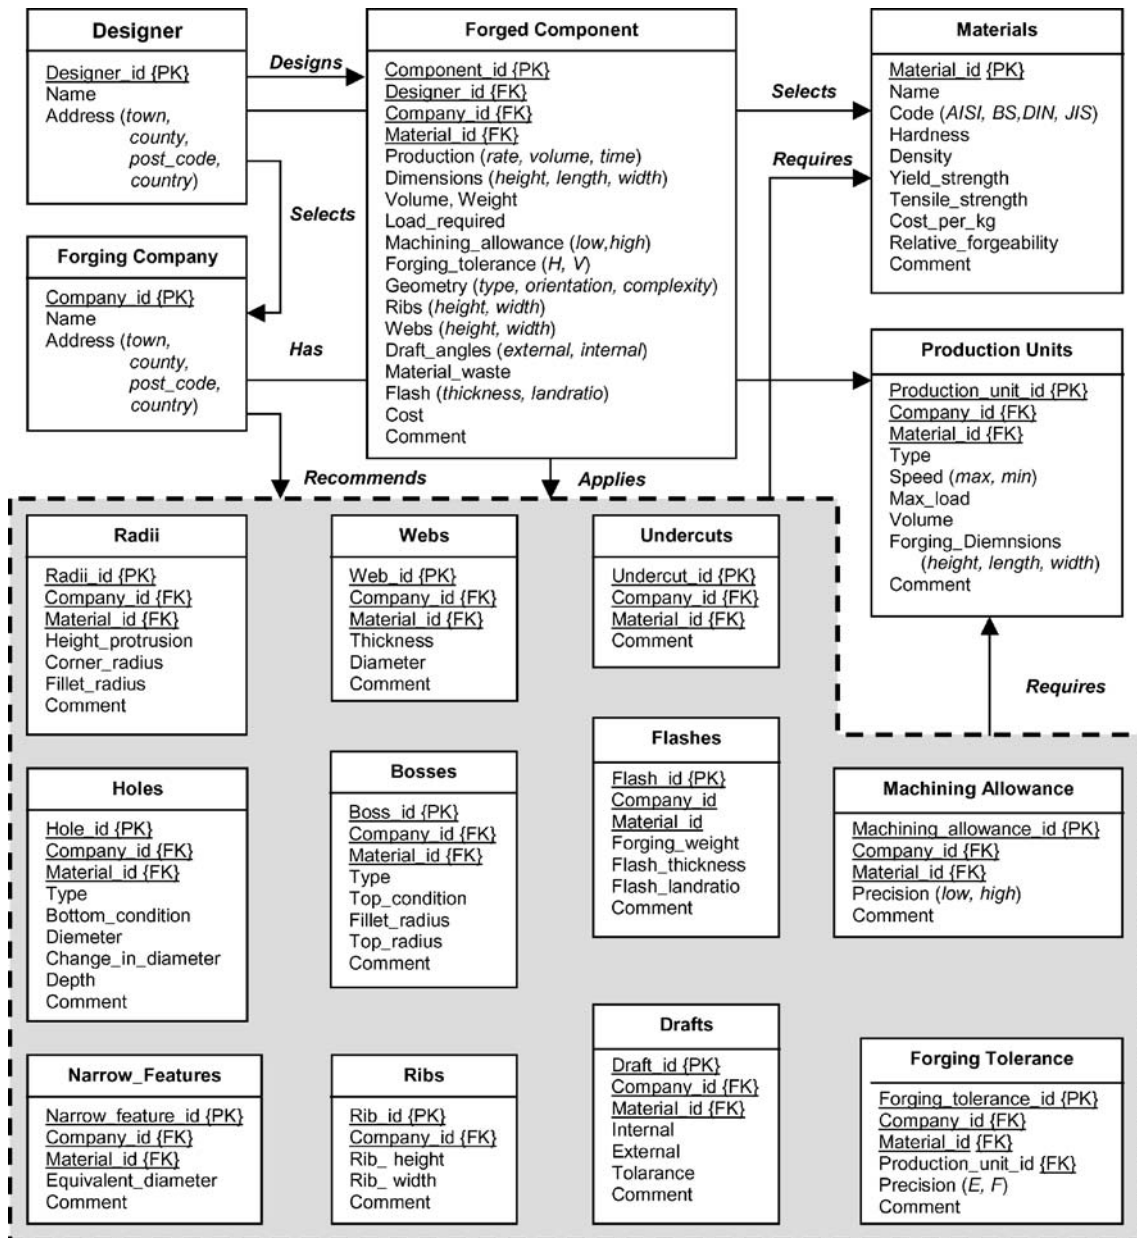 Designer
Designer_id {PK}
Name
Address (town,
county,
post_code,
country)
Designs
Forged Component
Component_id {PK}
Designer_id {FK}
Company_id {FK}
Material_id {FK}
Production (rate, volume, time)
Dimensions (height, length, width)
Volume, Weight
Load_required
Machining_allowance (low,high)
Forging_tolerance (H, V)
Geometry (type, orientation, complexity)
Ribs (height, width)
Webs (height, width)
Draft_angles (external, internal)
Material_waste
Flash (thickness, landratio)
Cost
Comment
Selects
Requires
Materials
Material_id {PK}
Name
Code (AISI, BS,DIN, JIS)
Hardness
Density
Yield_strength
Tensile_strength
Cost_per_kg
Relative_forgeability
Comment
Selects
Forging Company
Company_id {PK}
Name
Address (town,
county,
post_code,
country)
Has
Production Units
Production_unit_id {PK}
Company_id {FK}
Material_id {FK}
Type
Speed (max, min)
Max_load
Volume
Forging_Diemnsions
(height, length, width)
Comment
Recommends
Applies
Requires
Radii
Radii_id {PK}
Company_id {FK}
Material_id {FK}
Height_protrusion
Corner_radius
Fillet_radius
Comment
Webs
Web_id {PK}
Company_id {FK}
Material_id {FK}
Thickness
Diameter
Comment
Undercuts
Undercut_id {PK}
Company_id {FK}
Material_id {FK}
Comment
Holes
Hole_id {PK}
Company_id {FK}
Material_id {FK}
Type
Bottom_condition
Diemeter
Change_in_diameter
Depth
Comment
Bosses
Boss_id {PK}
Company_id {FK}
Material_id {FK}
Type
Top_condition
Fillet_radius
Top_radius
Comment
Flashes
Flash_id {PK}
Company_id
Material_id
Forging_weight
Flash_thickness
Flash_landratio
Comment
Machining Allowance
Machining_allowance_id {PK}
Company_id {FK}
Material_id {FK}
Precision (low, high)
Comment
Narrow_Features
Narrow_feature_id {PK}
Company_id {FK}
Material_id {FK}
Equivalent_diameter
Comment
Ribs
Rib_id {PK}
Company_id {FK}
Rib_ height
Rib_ width
Comment
Drafts
Draft_id {PK}
Company_id {FK}
Material_id {FK}
Internal
External
Tolarance
Comment
Forging Tolerance
Forging_tolerance_id {PK}
Company_id {FK}
Material_id {FK}
Production_unit_id {FK}
Precision (E, F)
Comment